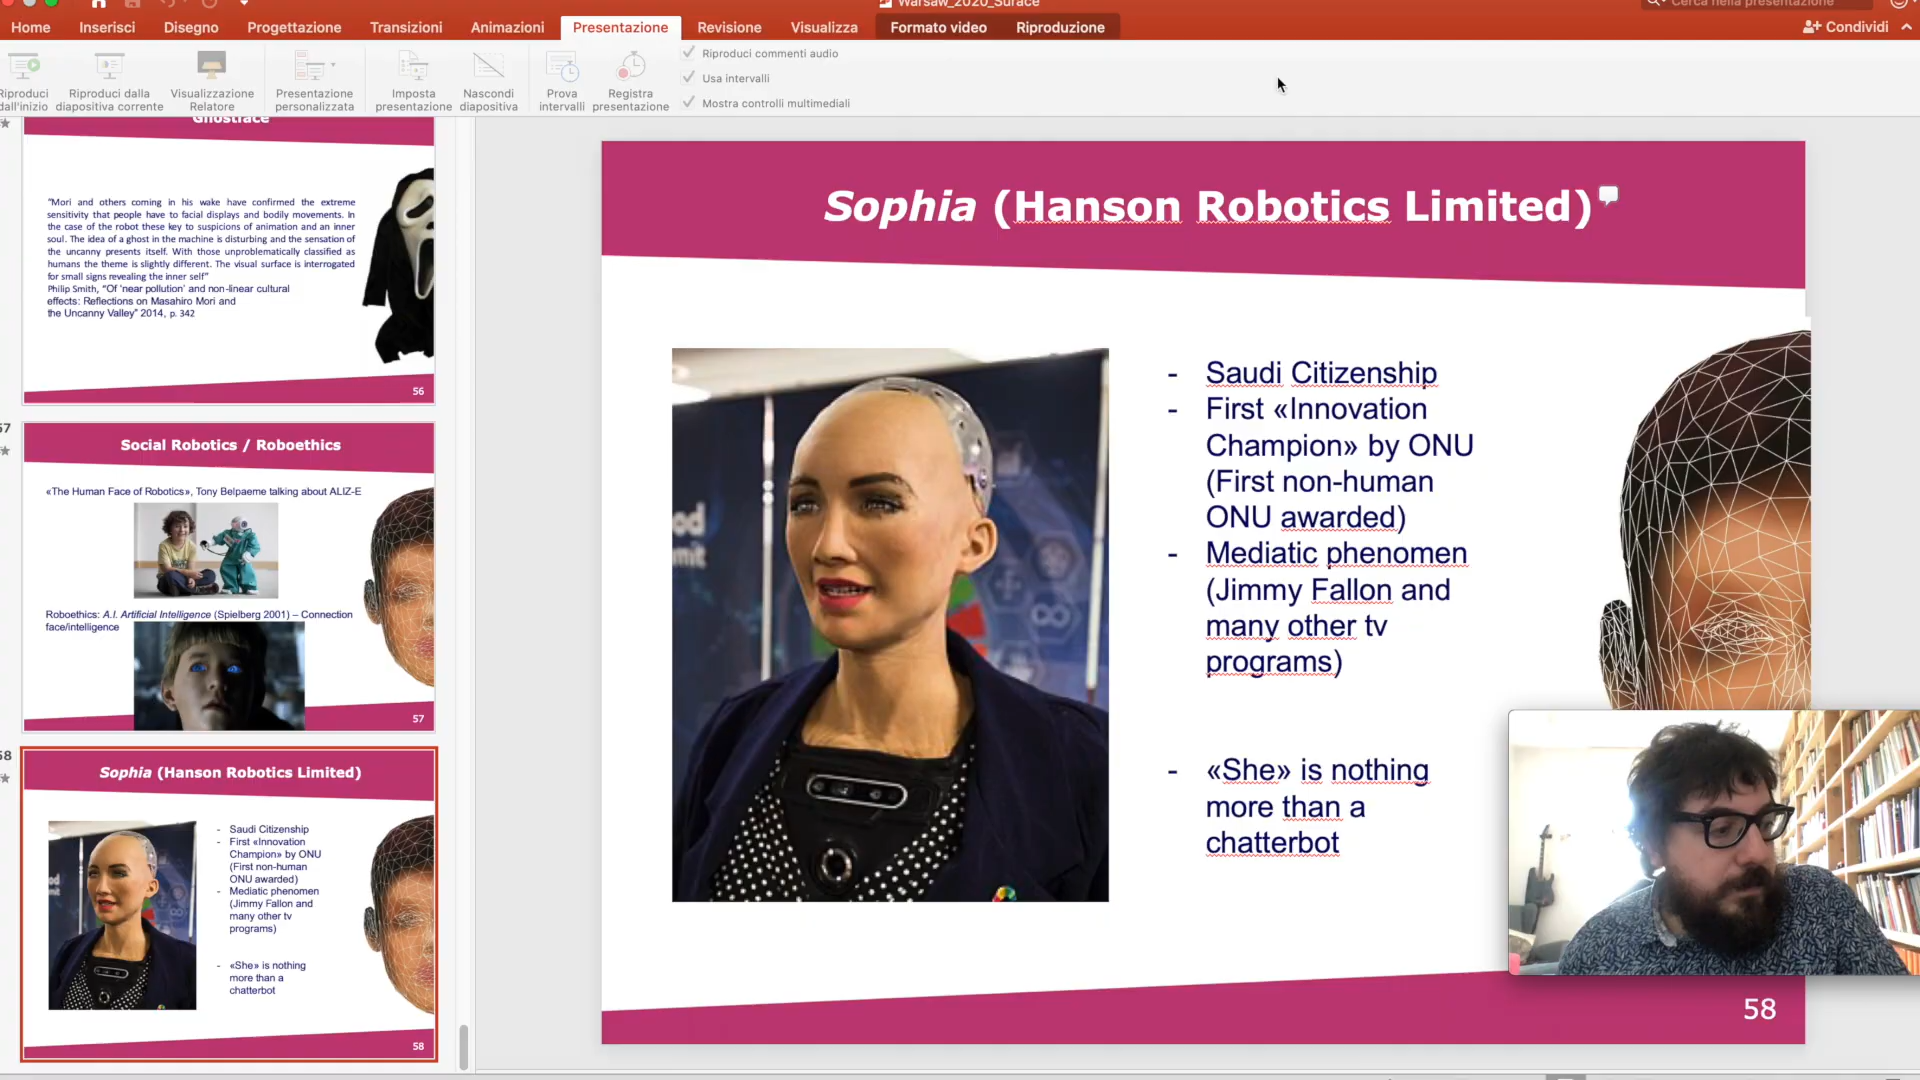 Warsaw_2020_Surace
Cerca nella presentazione
Home Inserisci Disegno Progettazione Transizioni Animazioni Presentazione Revisione Visualizza Formato video Riproduzione Condividi
Riproduci dall'inizio
Riproduci dalla diapositiva corrente
Visualizzazione Relatore
Presentazione personalizzata
Imposta presentazione
Nascondi diapositiva
Prova intervalli
Registra presentazione
Riproduci commenti audio
Usa intervalli
Mostra controlli multimediali
Ghostface
"Mori and others coming in his wake have confirmed the extreme
sensitivity that people have to facial displays and bodily movements. In
the case of the robot these key to suspicions of animation and an inner
soul. The idea of a ghost in the machine is disturbing and the sensation of
the uncanny presents itself. With those unproblematically classified as
humans the theme is slightly different. The visual surface is interrogated
for small signs revealing the inner self"
Philip Smith, "Of 'near pollution' and non-linear cultural
effects: Reflections on Masahiro Mori and
the Uncanny Valley" 2014, p. 342
56
57
Social Robotics / Roboethics
«The Human Face of Robotics», Tony Belpaeme talking about ALIZ-E
Roboethics: A.I. Artificial Intelligence (Spielberg 2001) – Connection
face/intelligence
57
58
Sophia (Hanson Robotics Limited)
- Saudi Citizenship
- First «Innovation
Champion» by ONU
(First non-human
ONU awarded)
- Mediatic phenomen
(Jimmy Fallon and
many other tv
programs)
- «She» is nothing
more than a
chatterbot
58
Sophia (Hanson Robotics Limited)
- Saudi Citizenship
- First «Innovation
Champion» by ONU
(First non-human
ONU awarded)
- Mediatic phenomen
(Jimmy Fallon and
many other tv
programs)
- «She» is nothing
more than a
chatterbot
58